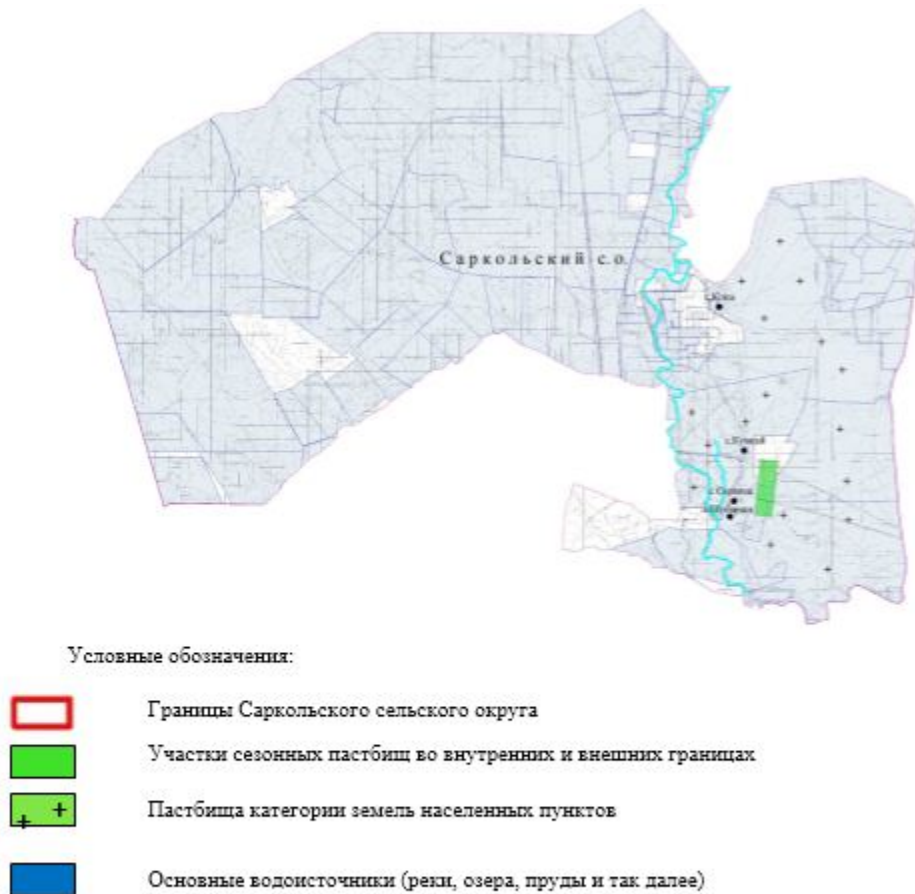 Саркольский с.о.
Условные обозначения:
Границы Саркольского сельского округа
Участки сезонных пастбищ во внутренних и внешних границах
Пастбища категории земель населенных пунктов
Основные водоисточники (реки, озера, пруды и так далее)